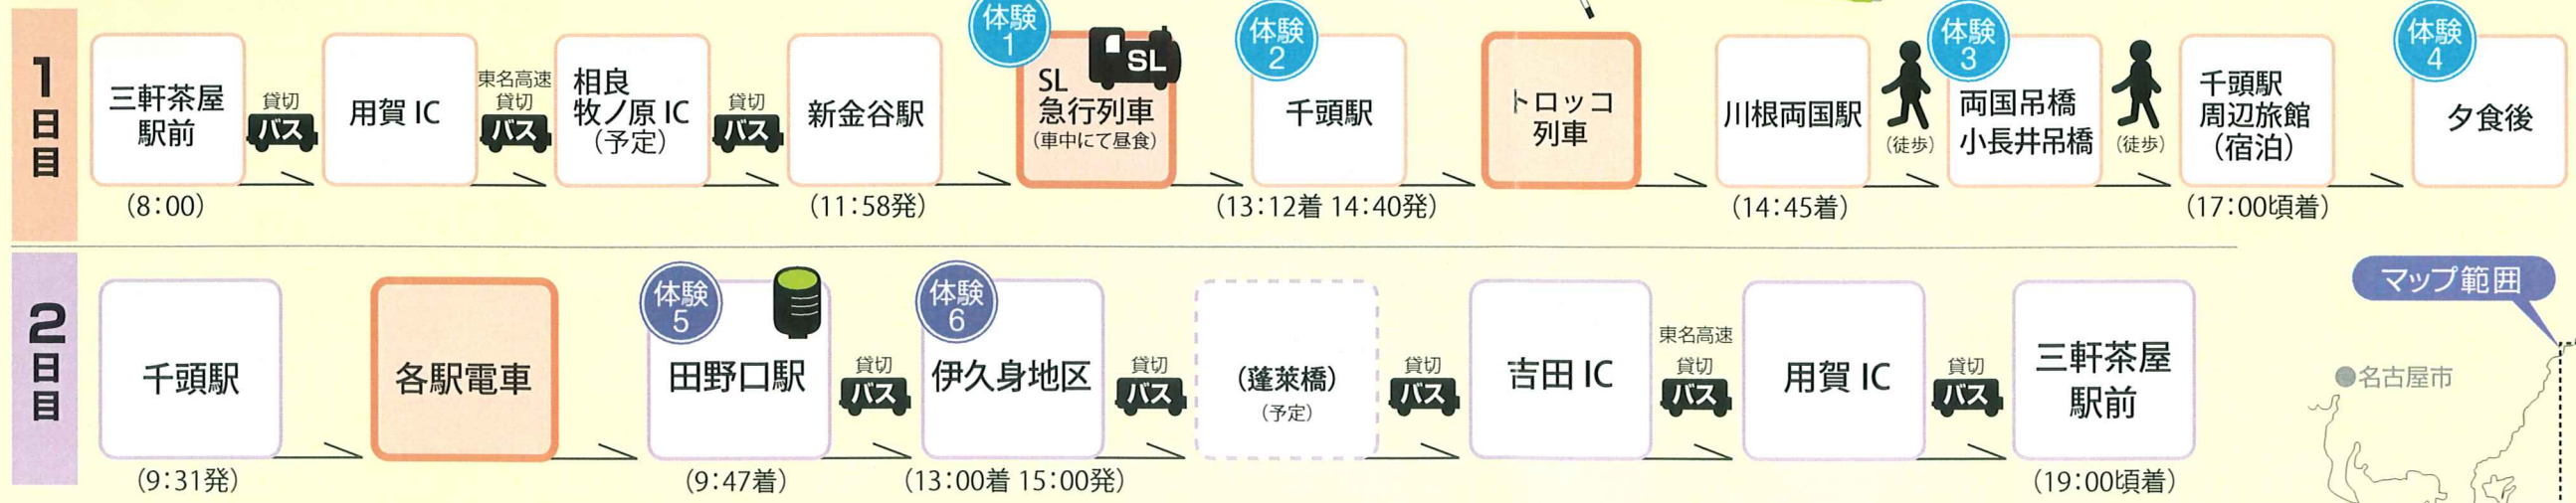 1日目
三軒茶屋
駅前
(8:00)
貸切
バス
用賀 IC
東名高速
貸切
バス
相良
牧ノ原 IC
(予定)
貸切
バス
新金谷駅
(11:58発)
体験
1
SL
SL
急行列車
(車中にて昼食)
体験
2
千頭駅
(13:12着 14:40発)
トロッコ
列車
川根両国駅
(14:45着)
(徒歩)
体験
3
両国吊橋
小長井吊橋
(徒歩)
千頭駅
周辺旅館
(宿泊)
(17:00頃着)
体験
4
夕食後
2日目
千頭駅
(9:31発)
各駅電車
体験
5
田野口駅
(9:47着)
貸切
バス
体験
6
伊久身地区
(13:00着 15:00発)
貸切
バス
(蓬莱橋)
(予定)
貸切
バス
吉田 IC
東名高速
貸切
バス
用賀 IC
貸切
バス
三軒茶屋
駅前
(19:00頃着)
マップ範囲
名古屋市